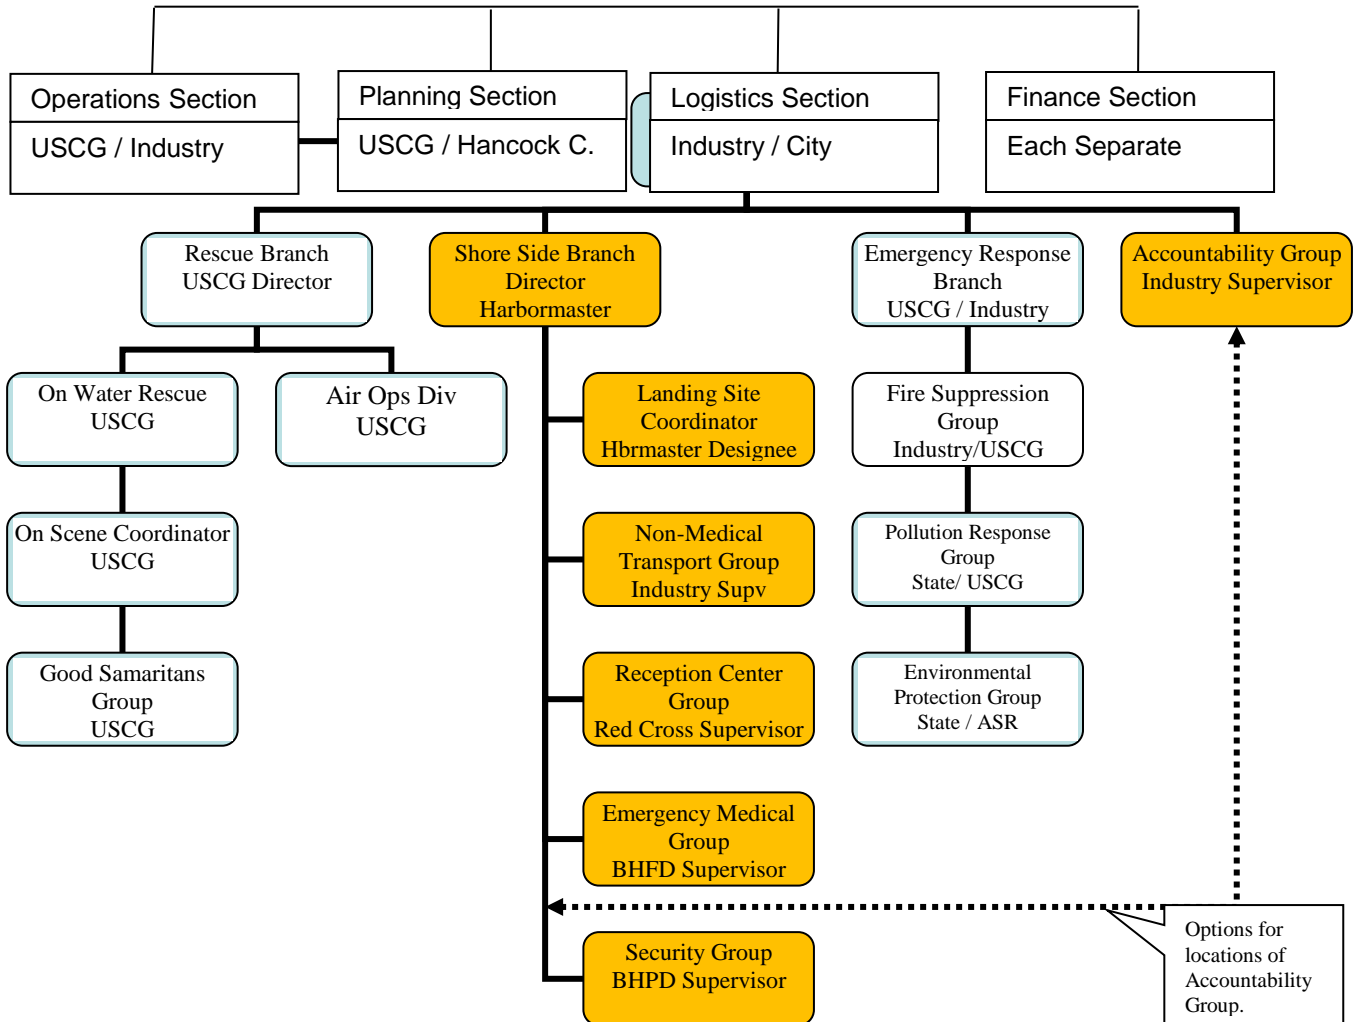 Operations Section
USCG / Industry
Planning Section
USCG / Hancock C.
Logistics Section
Industry / City
Finance Section
Each Separate
Rescue Branch
USCG Director
Shore Side Branch
Director
Harbormaster
Emergency Response
Branch
USCG / Industry
Accountability Group
Industry Supervisor
On Water Rescue
USCG
Air Ops Div
USCG
Landing Site
Coordinator
Hbrmaster Designee
Fire Suppression
Group
Industry/USCG
On Scene Coordinator
USCG
Non-Medical
Transport Group
Industry Supv
Pollution Response
Group
State/ USCG
Good Samaritans
Group
USCG
Reception Center
Group
Red Cross Supervisor
Environmental
Protection Group
State / ASR
Emergency Medical
Group
BHFD Supervisor
Security Group
BHPD Supervisor
Options for
locations of
Accountability
Group.